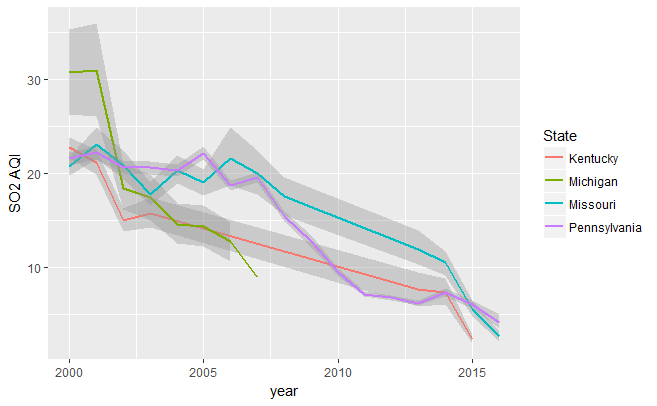 30
20
10
SO2 AQI
2000
2005
2010
2015
year
State
Kentucky
Michigan
Missouri
Pennsylvania